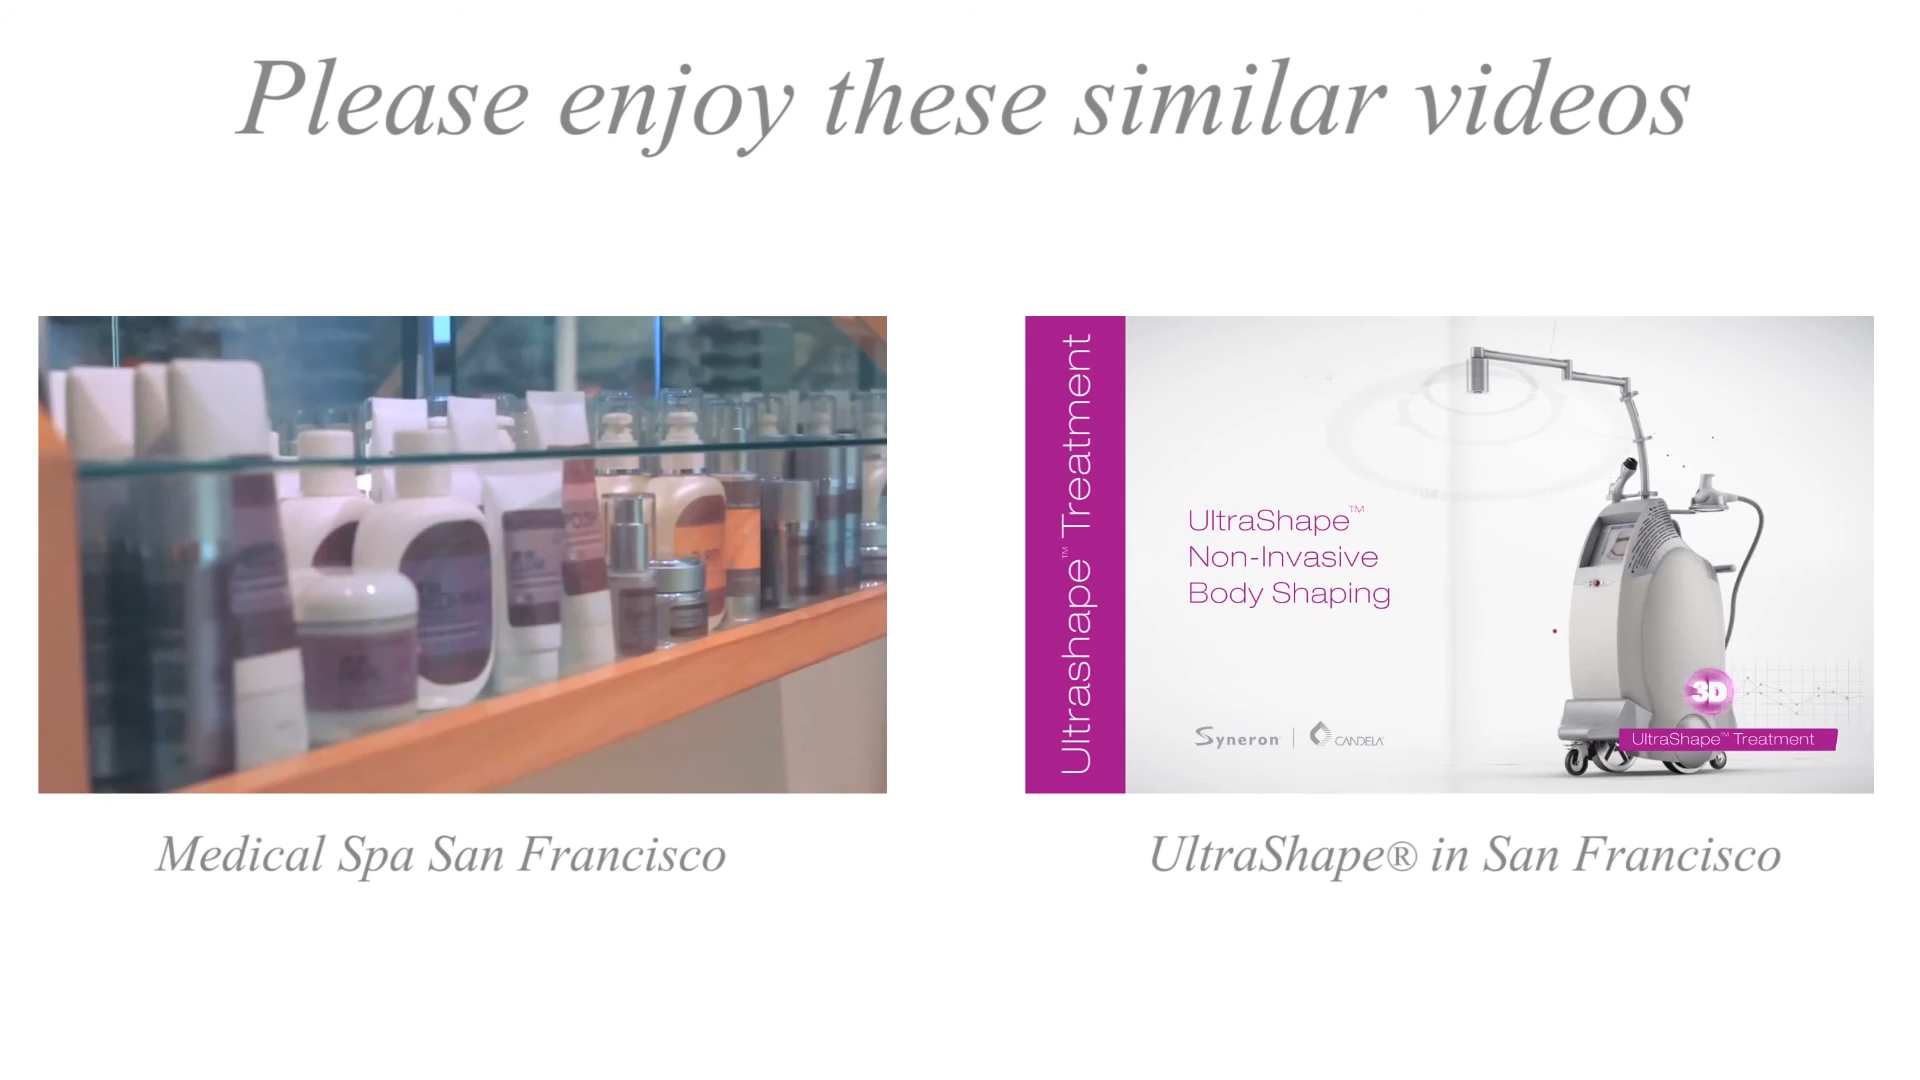 Please enjoy these similar videos
Ultrashape™ Treatment
UltraShape™
Non-Invasive
Body Shaping
Syneron | CANDELA
3D
UltraShape™ Treatment
Medical Spa San Francisco
UltraShape® in San Francisco